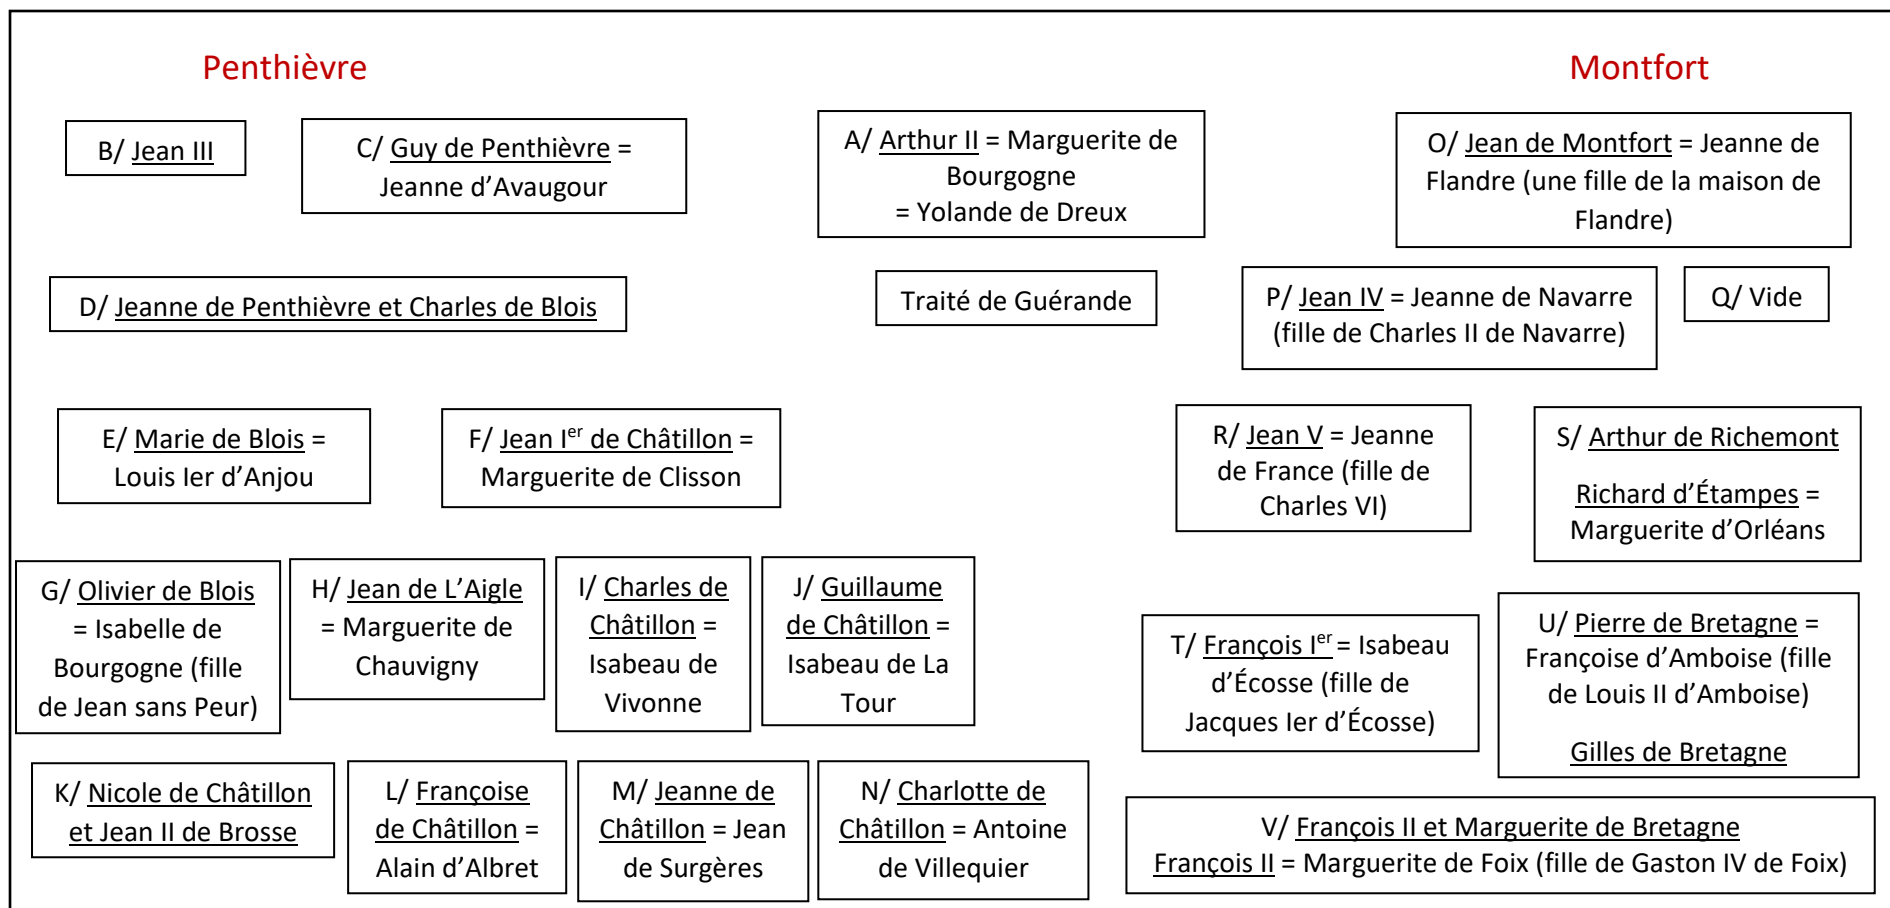 Penthièvre
Montfort
B/ Jean III
C/ Guy de Penthièvre =
Jeanne d’Avaugour
A/ Arthur II = Marguerite de
Bourgogne
= Yolande de Dreux
O/ Jean de Montfort = Jeanne de
Flandre (une fille de la maison de
Flandre)
D/ Jeanne de Penthièvre et Charles de Blois
Traité de Guérande
P/ Jean IV = Jeanne de Navarre
(fille de Charles II de Navarre)
Q/ Vide
E/ Marie de Blois =
Louis Ier d’Anjou
F/ Jean Ier de Châtillon =
Marguerite de Clisson
R/ Jean V = Jeanne
de France (fille de
Charles VI)
S/ Arthur de Richemont
Richard d’Étampes =
Marguerite d’Orléans
G/ Olivier de Blois
= Isabelle de
Bourgogne (fille
de Jean sans Peur)
H/ Jean de L’Aigle
= Marguerite de
Chauvigny
I/ Charles de
Châtillon =
Isabeau de
Vivonne
J/ Guillaume
de Châtillon =
Isabeau de La
Tour
T/ François Ier = Isabeau
d’Écosse (fille de
Jacques Ier d’Écosse)
U/ Pierre de Bretagne =
Françoise d’Amboise (fille
de Louis II d’Amboise)
Gilles de Bretagne
K/ Nicole de Châtillon
et Jean II de Brosse
L/ Françoise
de Châtillon =
Alain d’Albret
M/ Jeanne de
Châtillon = Jean
de Surgères
N/ Charlotte de
Châtillon = Antoine
de Villequier
V/ François II et Marguerite de Bretagne
François II = Marguerite de Foix (fille de Gaston IV de Foix)